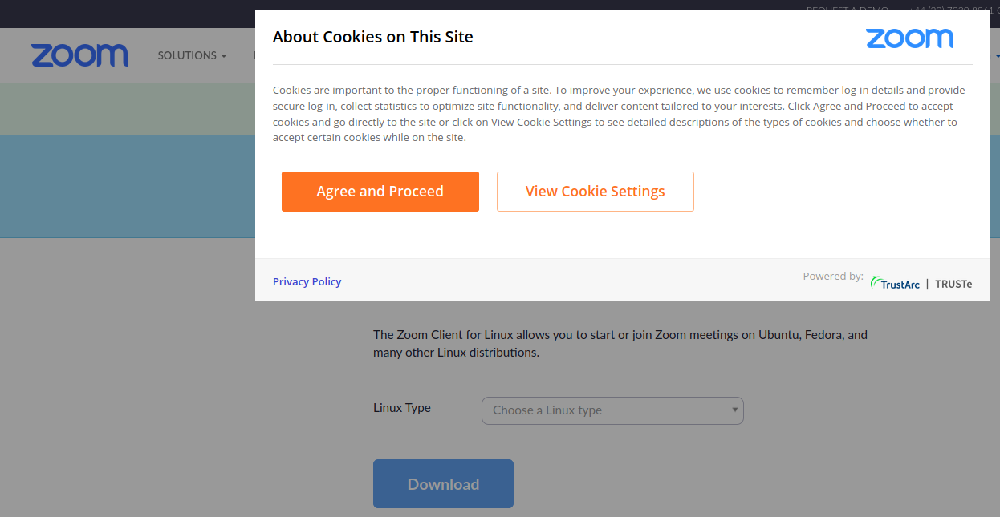 REQUEST A DEMO
About Cookies on This Site
zoom
zoom
SOLUTIONS
Cookies are important to the proper functioning of a site. To improve your experience, we use cookies to remember log-in details and provide
secure log-in, collect statistics to optimize site functionality, and deliver content tailored to your interests. Click Agree and Proceed to accept
cookies and go directly to the site or click on View Cookie Settings to see detailed descriptions of the types of cookies and choose whether to
accept certain cookies while on the site.
Agree and Proceed
View Cookie Settings
Privacy Policy
Powered by:
TrustArc | TRUSTe
The Zoom Client for Linux allows you to start or join Zoom meetings on Ubuntu, Fedora, and
many other Linux distributions.
Linux Type
Choose a Linux type
Download